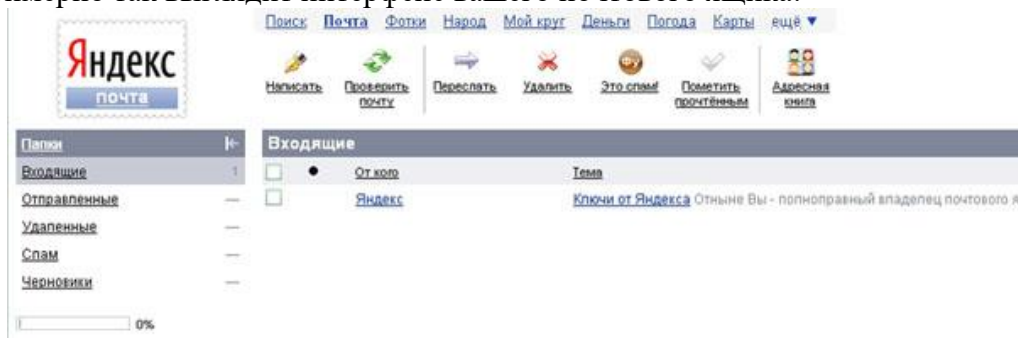 Поиск Почта Фотки Народ Мой круг Деньги Погода Карты ещё ▼
Яндекс
почта
Написать Проверить почту Переслать Удалить Это спам! Пометить прочтённым Адресная книга
Папки
Входящие
Входящие 1
От кого Тема
Отправленные —
Яндекс Ключи от Яндекса Отныне Вы - полноправный владелец почтового
Удаленные —
Спам —
Черновики —
0%